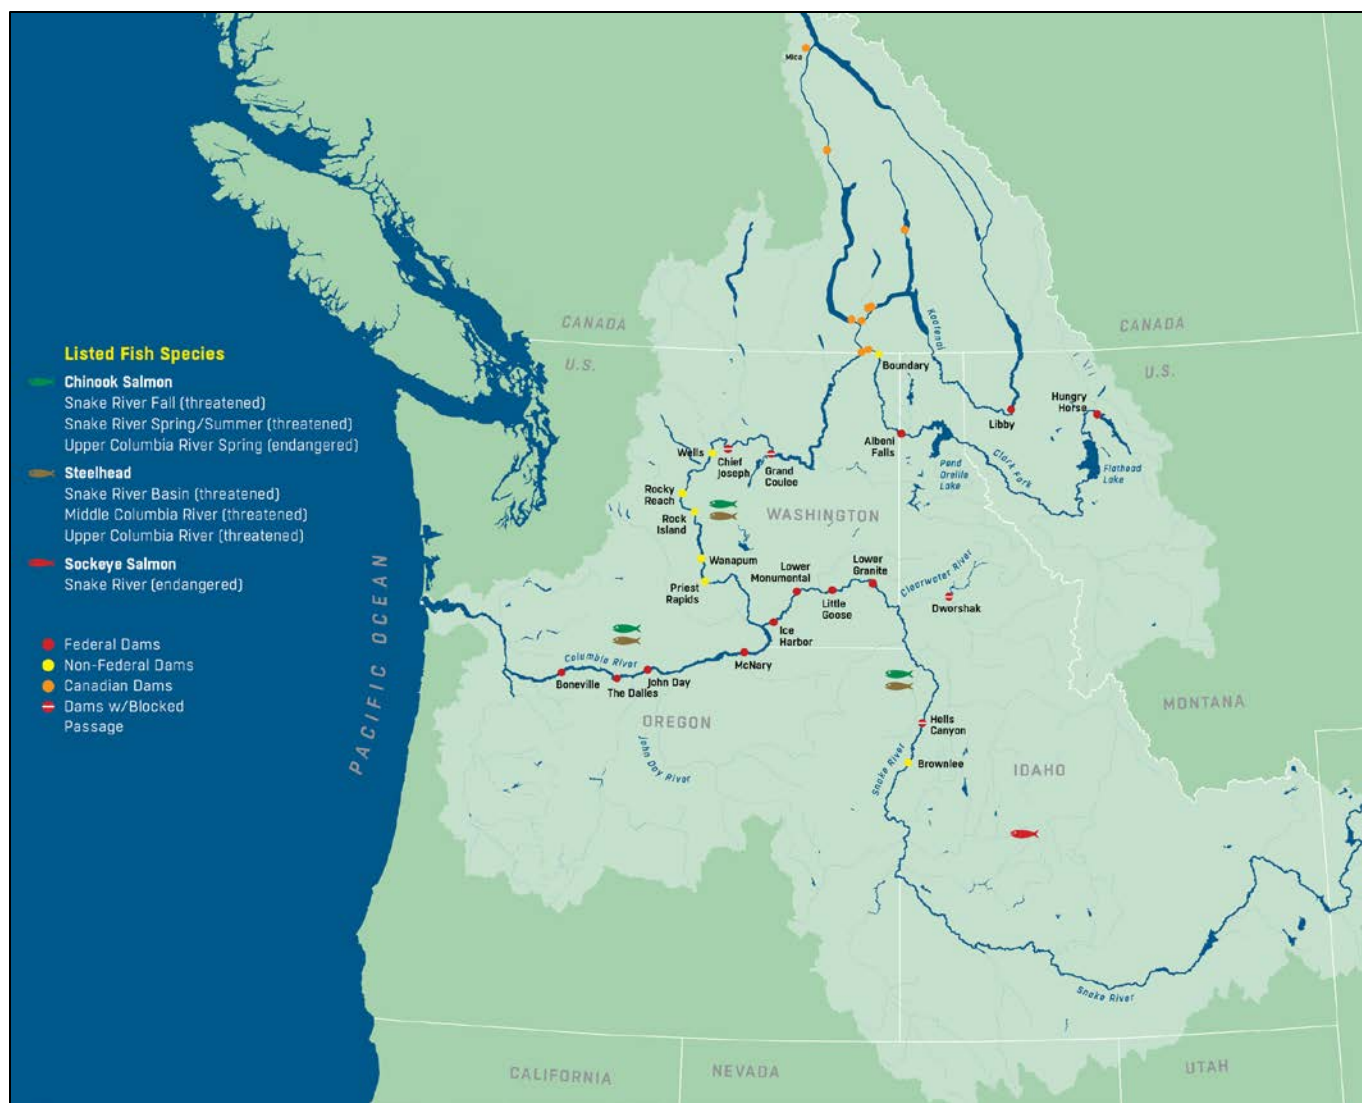 Mica
CANADA
U.S.
CANADA
U.S.
Kootenai
Boundary
Libby
Hungry
Horse
Albeni
Falls
Pend
Orelile
Lake
Clark Fork
Flathead
Lake
Wells
Chief
Joseph
Grand
Coulee
Rocky
Reach
Rock
Island
WASHINGTON
Wanapum
Priest
Rapids
Lower
Monumental
Little
Goose
Lower
Granite
Clearwater River
Dworshak
Ice
Harbor
McNary
Columbia River
Boneville
The Dalles
John Day
OREGON
John Day River
Hells
Canyon
Snake River
Brownlee
IDAHO
MONTANA
Snake River
CALIFORNIA
NEVADA
UTAH
PACIFIC OCEAN
Listed Fish Species
Chinook Salmon
Snake River Fall (threatened)
Snake River Spring/Summer (threatened)
Upper Columbia River Spring (endangered)
Steelhead
Snake River Basin (threatened)
Middle Columbia River (threatened)
Upper Columbia River (threatened)
Sockeye Salmon
Snake River (endangered)
Federal Dams
Non-Federal Dams
Canadian Dams
Dams w/Blocked
Passage